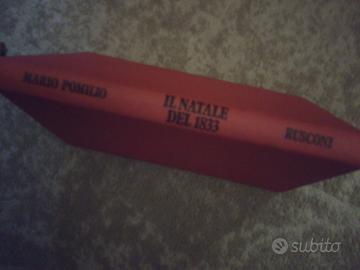 MARIO POMILIO
IL NATALE
DEL 1833
RUSCONI
subito